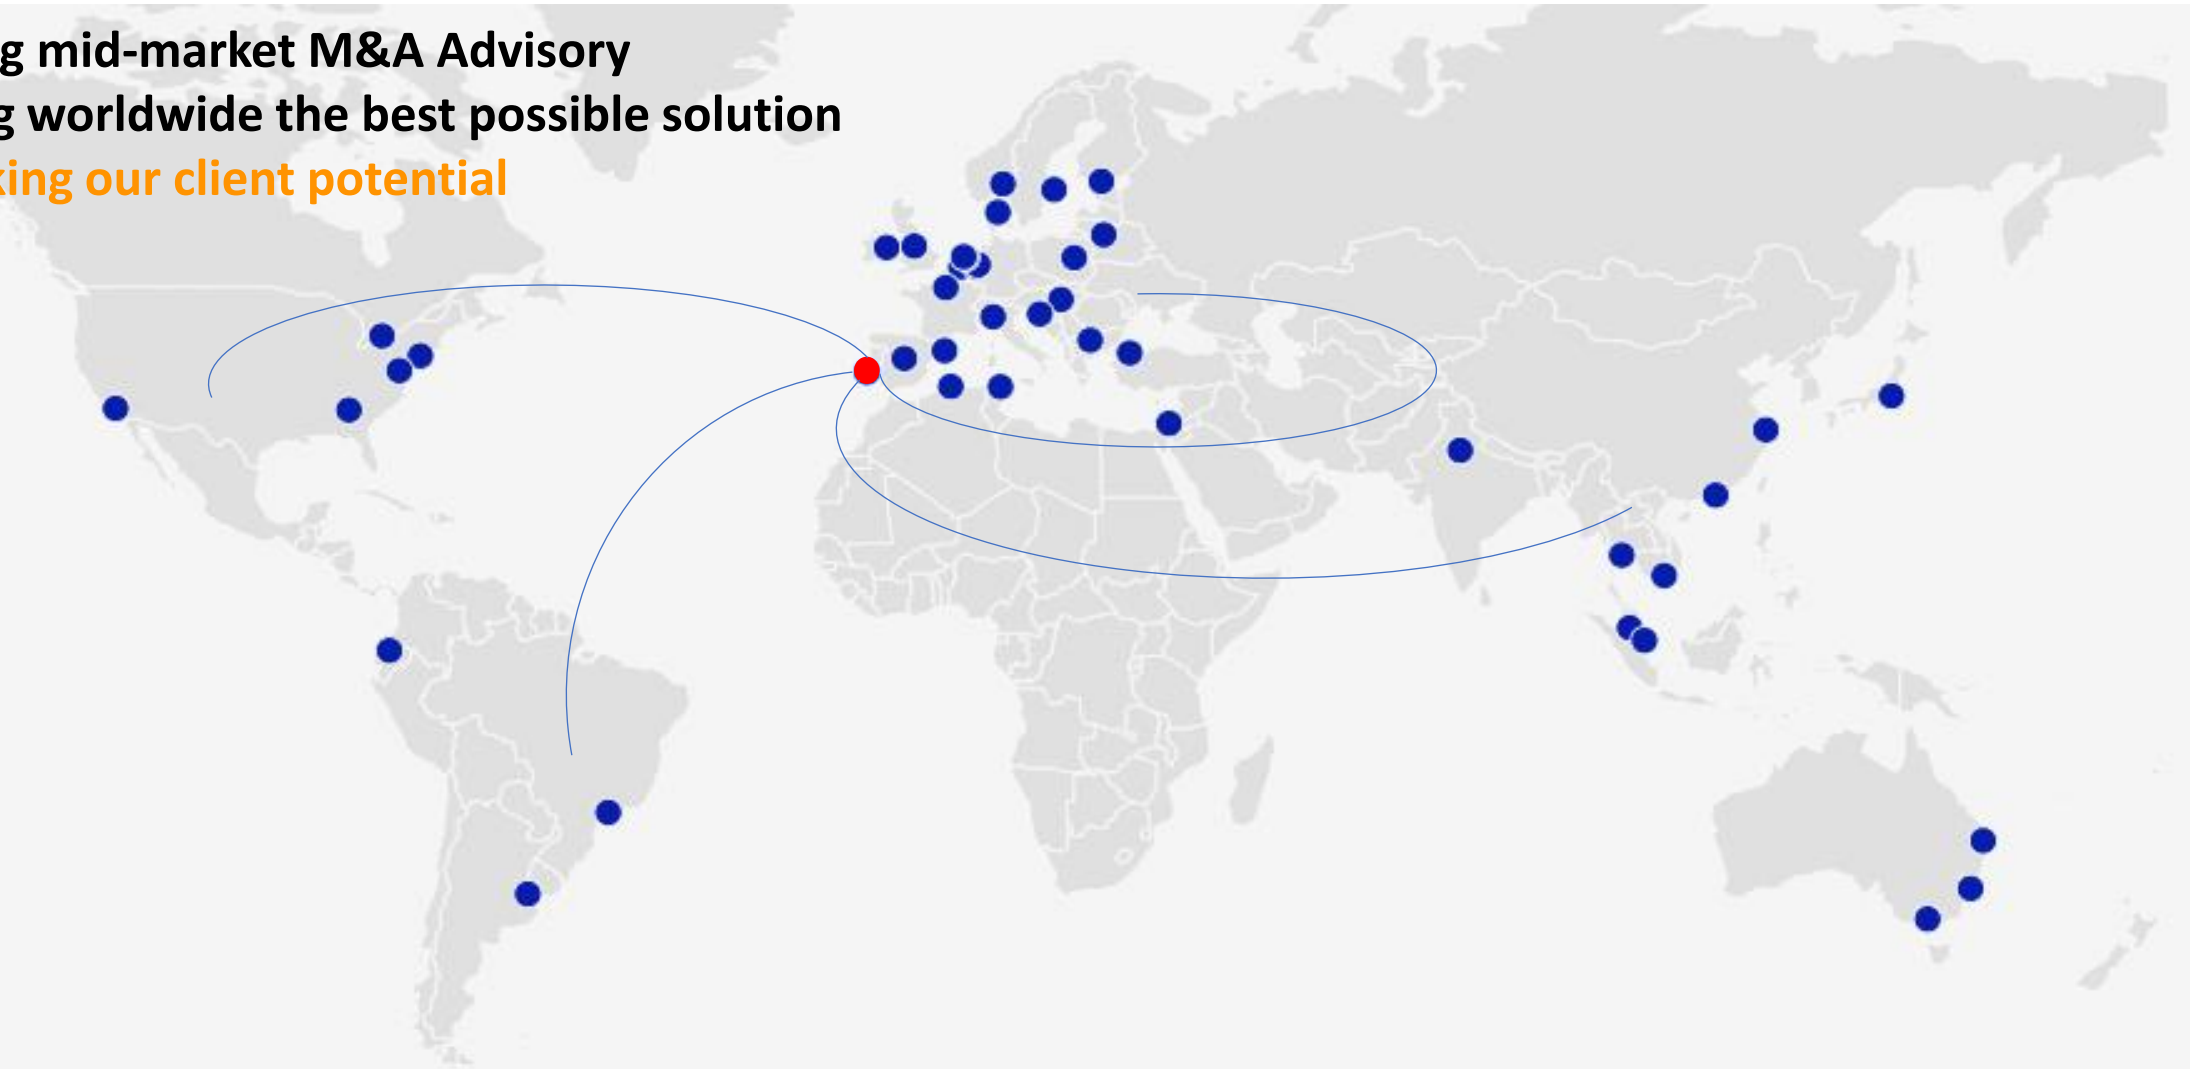 g mid-market M&A Advisory
g worldwide the best possible solution
king our client potential